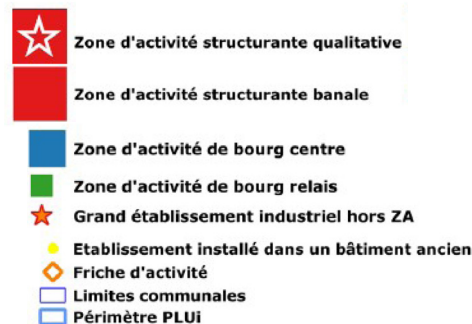 Zone d'activité structurante qualitative
Zone d'activité structurante banale
Zone d'activité de bourg centre
Zone d'activité de bourg relais
Grand établissement industriel hors ZA
Etablissement installé dans un bâtiment ancien
Friche d'activité
Limites communales
Périmètre PLUi